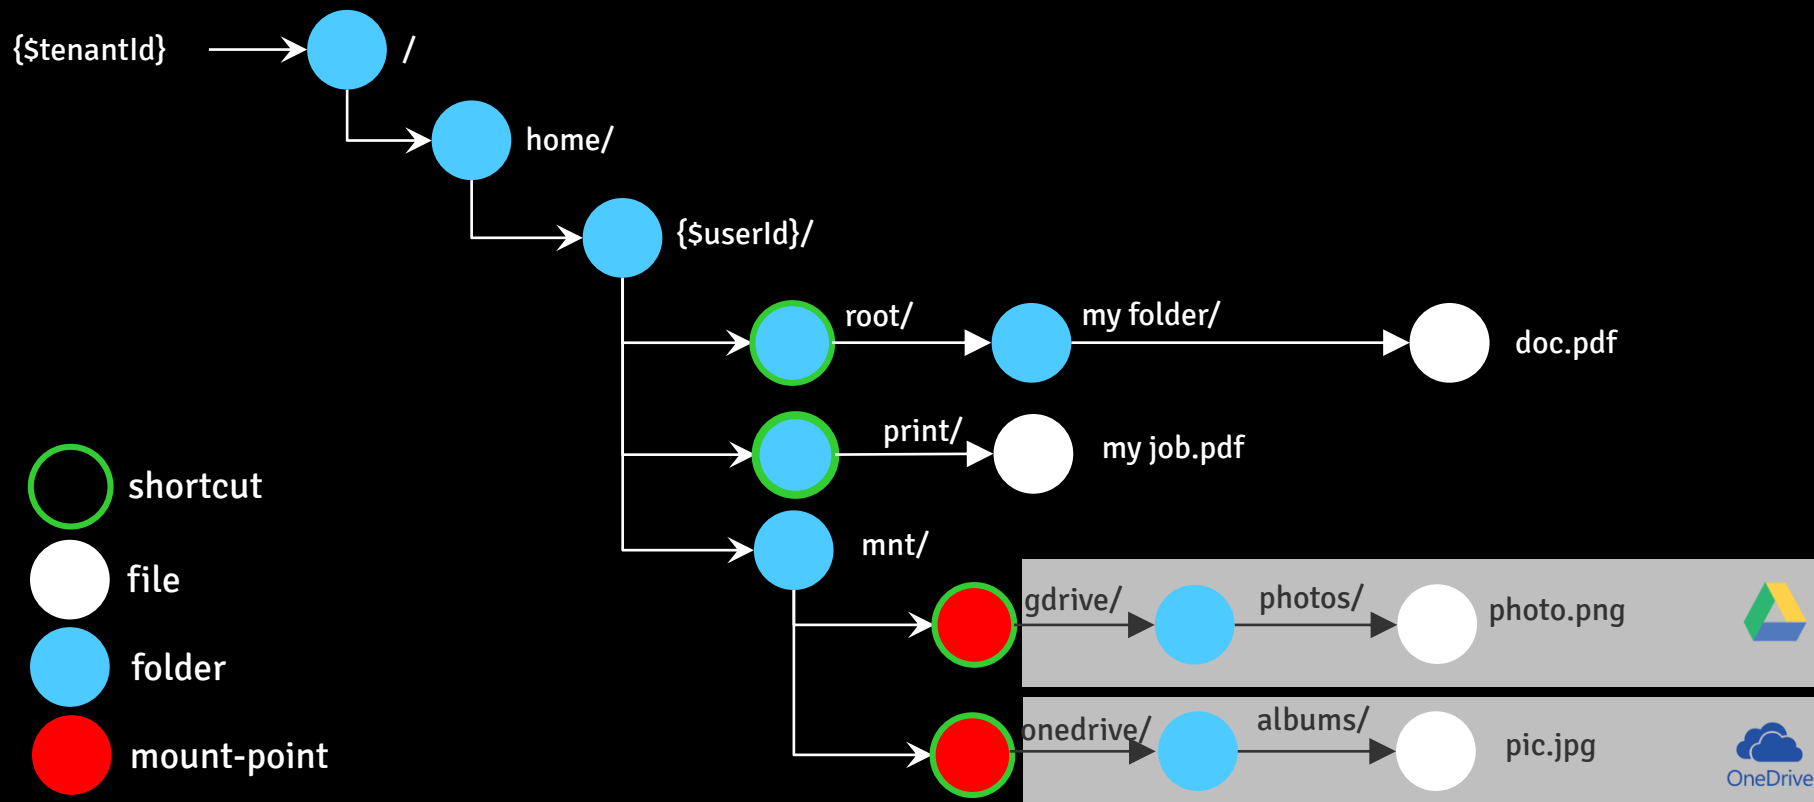 {$tenantId}
/
home/
{$userId}/
root/
my folder/
doc.pdf
print/
my job.pdf
mnt/
gdrive/
photos/
photo.png
onedrive/
albums/
pic.jpg
OneDrive
shortcut
file
folder
mount-point